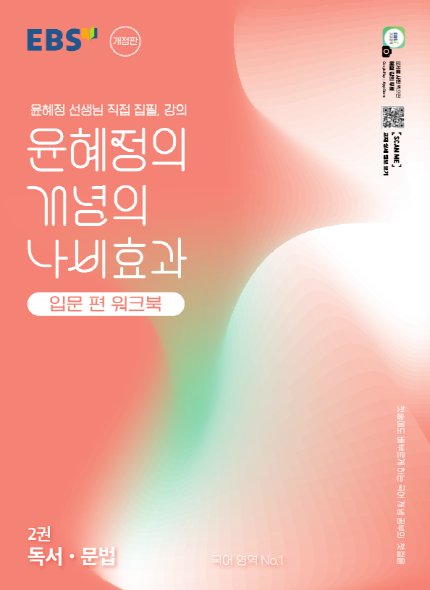 EBS
개정판
윤혜정 선생님 직접 집필, 강의
윤혜정의
개념의
나비효과
입문 편 워크북
2권
독서·문법
국어 영역 No.1
[SCAN ME]